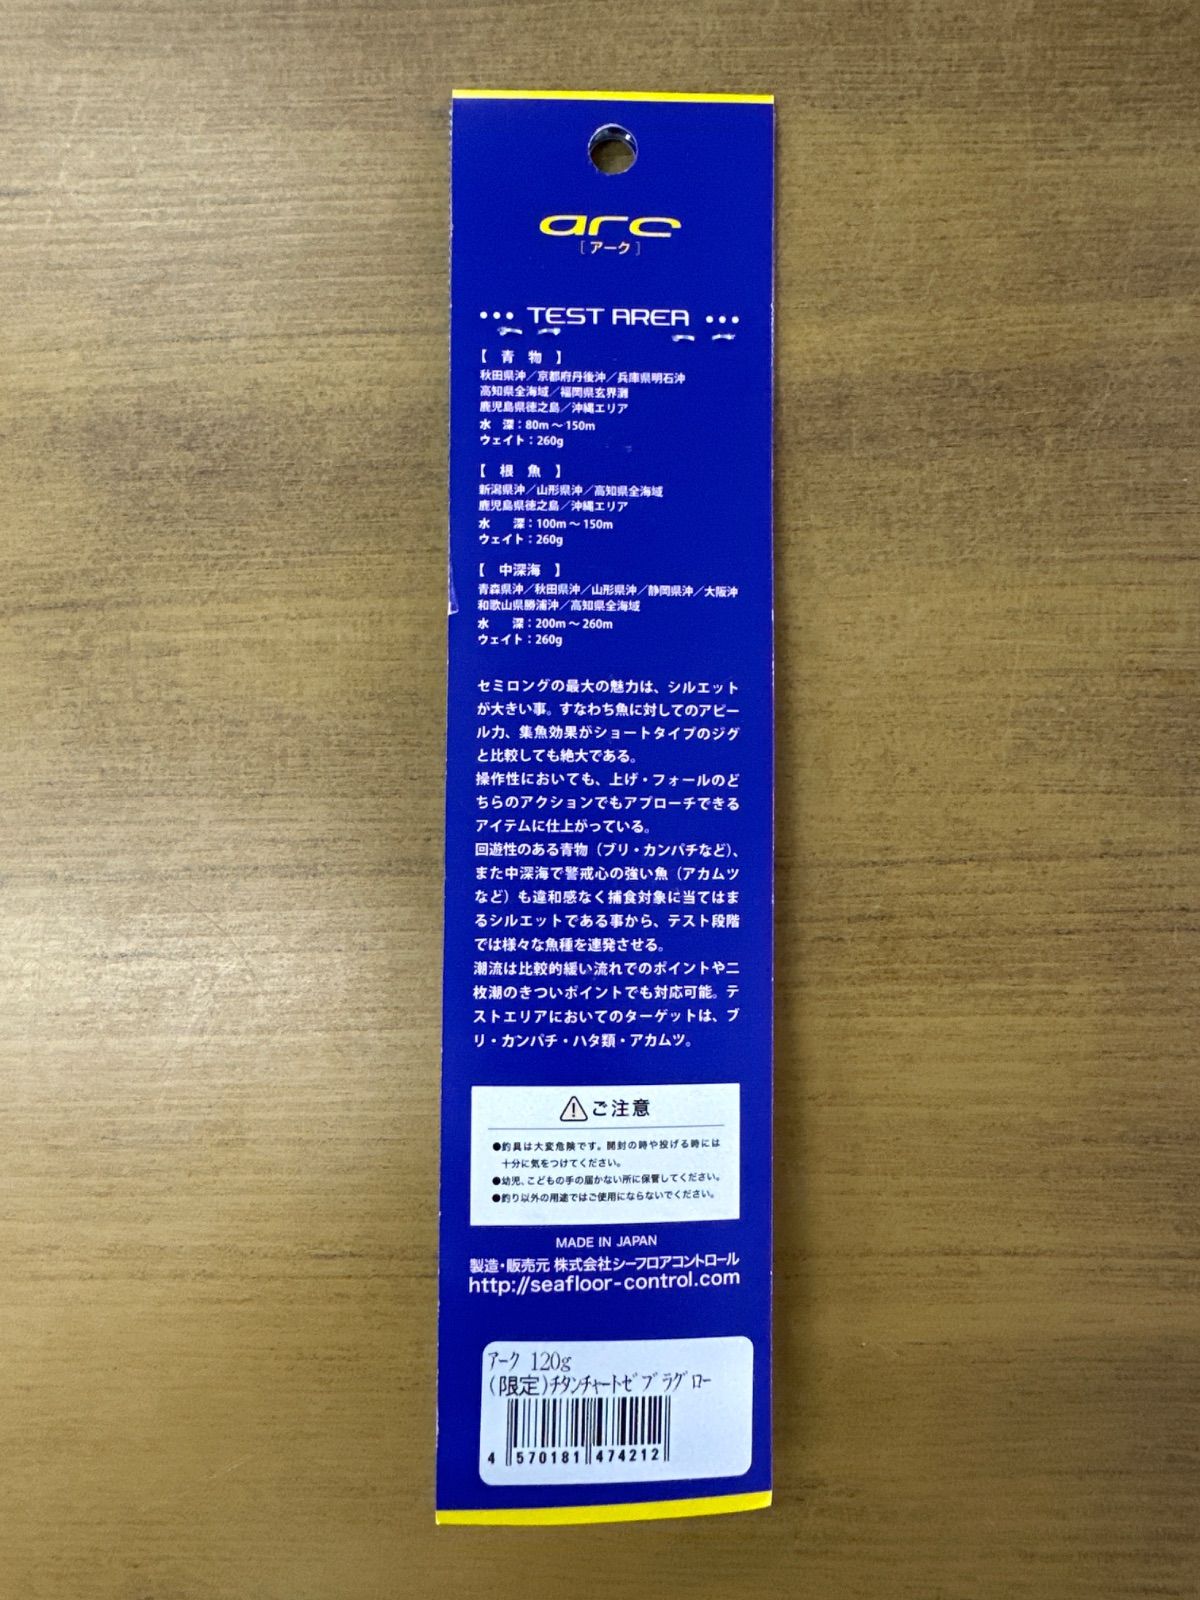 arc
[ アーク ]
••• TEST AREA •••
【 青 物 】
秋田県沖／京都府丹後沖／兵庫県明石沖
高知県全海域／福岡県玄界灘
鹿児島県徳之島／沖縄エリア
水 深：80m～150m
ウェイト：260g
【 根 魚 】
新潟県沖／山形県沖／高知県全海域
鹿児島県徳之島／沖縄エリア
水 深：100m～150m
ウェイト：260g
【 中深海 】
青森県沖／秋田県沖／山形県沖／静岡県沖／大阪沖
和歌山県勝浦沖／高知県全海域
水 深：200m～260m
ウェイト：260g
セミロングの最大の魅力は、シルエット
が大きい事。すなわち魚に対してのアピー
ル力、集魚効果がショートタイプのジグ
と比較しても絶大である。
操作性においても、上げ・フォールのど
ちらのアクションでもアプローチできる
アイテムに仕上がっている。
回遊性のある青物（ブリ・カンパチなど）、
また中深海で警戒心の強い魚（アカムツ
など）も違和感なく捕食対象に当てはま
るシルエットである事から、テスト段階
では様々な魚種を連発させる。
潮流は比較的緩い流れでのポイントや二
枚潮のきついポイントでも対応可能。テ
ストエリアにおいてのターゲットは、ブ
リ・カンパチ・ハタ類・アカムツ。
ご注意
●釣具は大変危険です。開封の時や投げる時には
十分に気をつけてください。
●幼児、こどもの手の届かない所に保管してください。
●釣り以外の用途ではご使用にならないでください。
MADE IN JAPAN
製造・販売元 株式会社シーフロアコントロール
http://seafloor-control.com
ｱｰｸ 120g
(限定)ﾁﾀﾝﾁｬｰﾄｾﾞﾌﾞﾗｸﾞﾛｰ
4 570181 474212